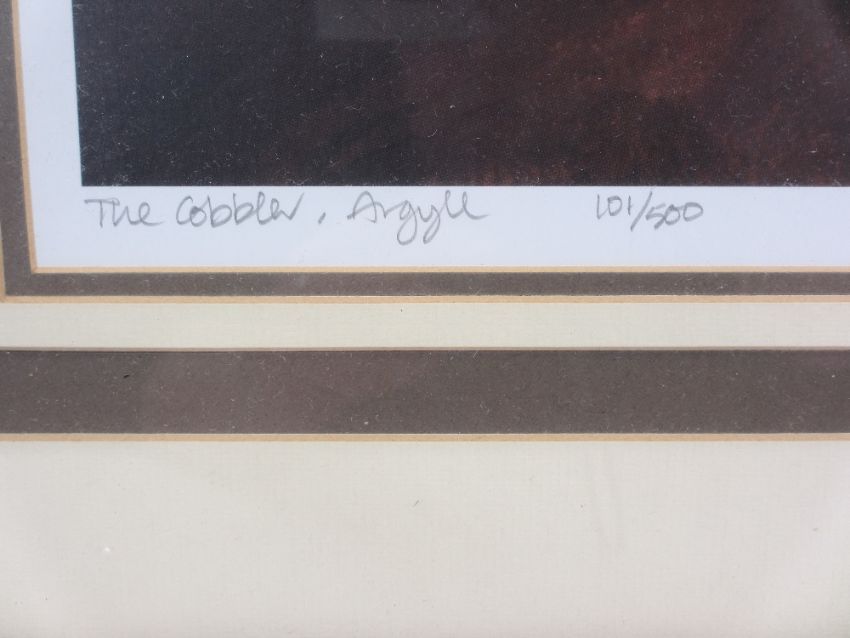 The Cobbler, Argyll 101/500